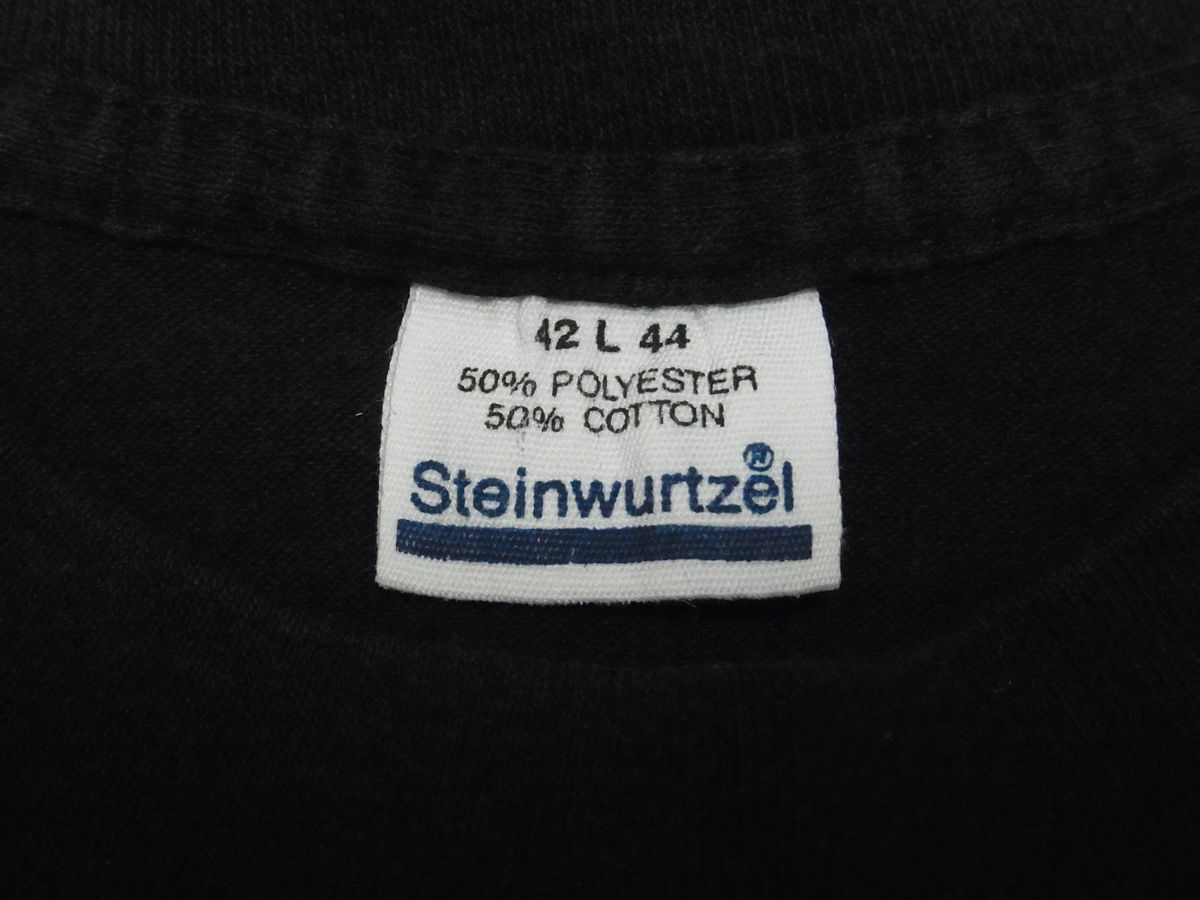 42 L 44
50% POLYESTER
50% COTTON
Steinwurtzel®